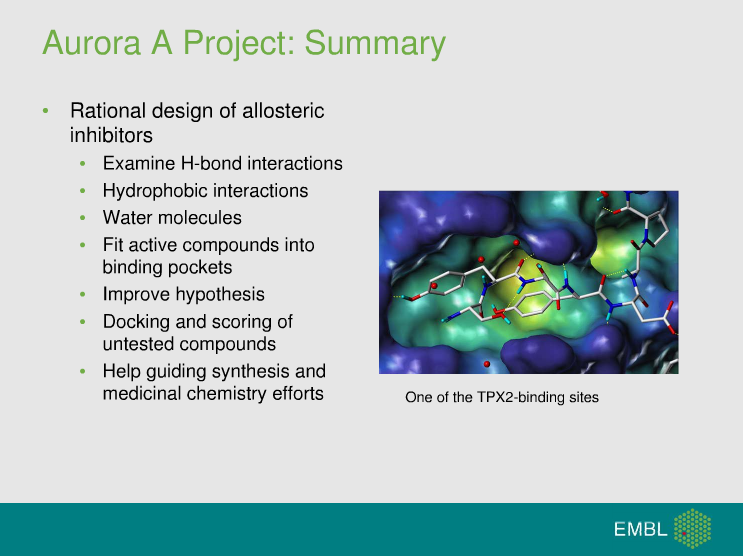 Aurora A Project: Summary
• Rational design of allosteric
inhibitors
• Examine H-bond interactions
• Hydrophobic interactions
• Water molecules
• Fit active compounds into
binding pockets
• Improve hypothesis
• Docking and scoring of
untested compounds
• Help guiding synthesis and
medicinal chemistry efforts
One of the TPX2-binding sites
EMBL